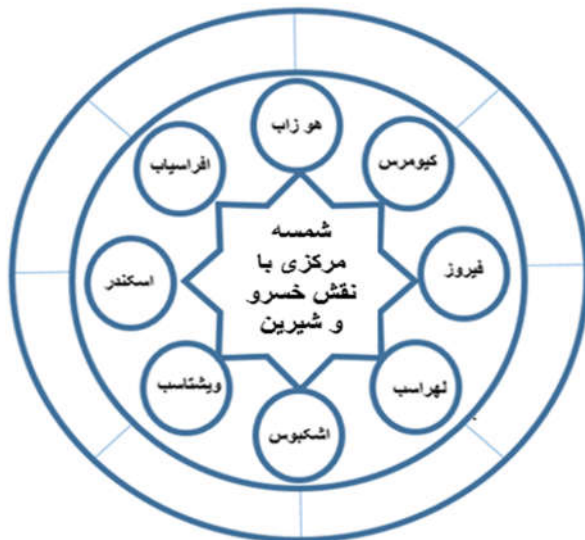 هو زاب
کیومرس
افراسیاب
شمسه
مرکزی با
نقش خسرو
و شیرین
فیروز
اسکندر
لهراسب
ویشتاسب
اشکبوس